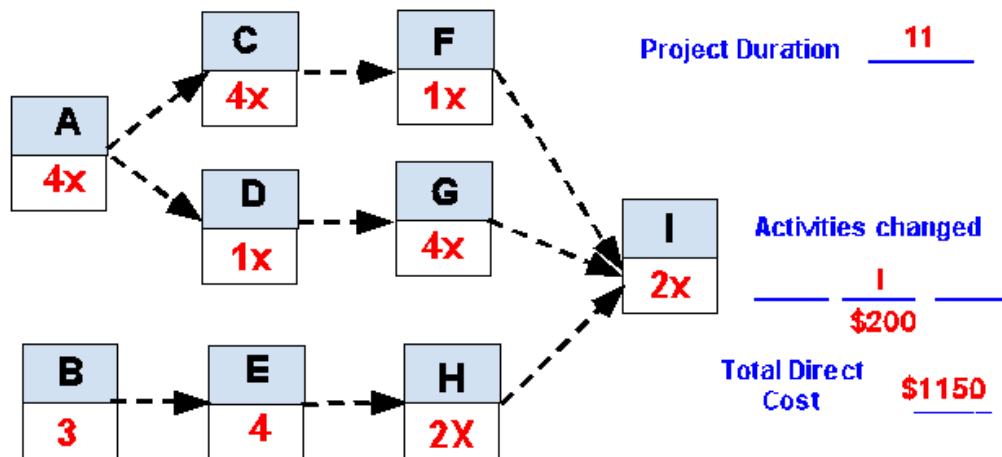 C
F
Project Duration 11
4x
1x
A
4x
D
G
I
Activities changed
1x
4x
2x
I
$200
B
E
H
Total Direct
Cost
$1150
3
4
2X